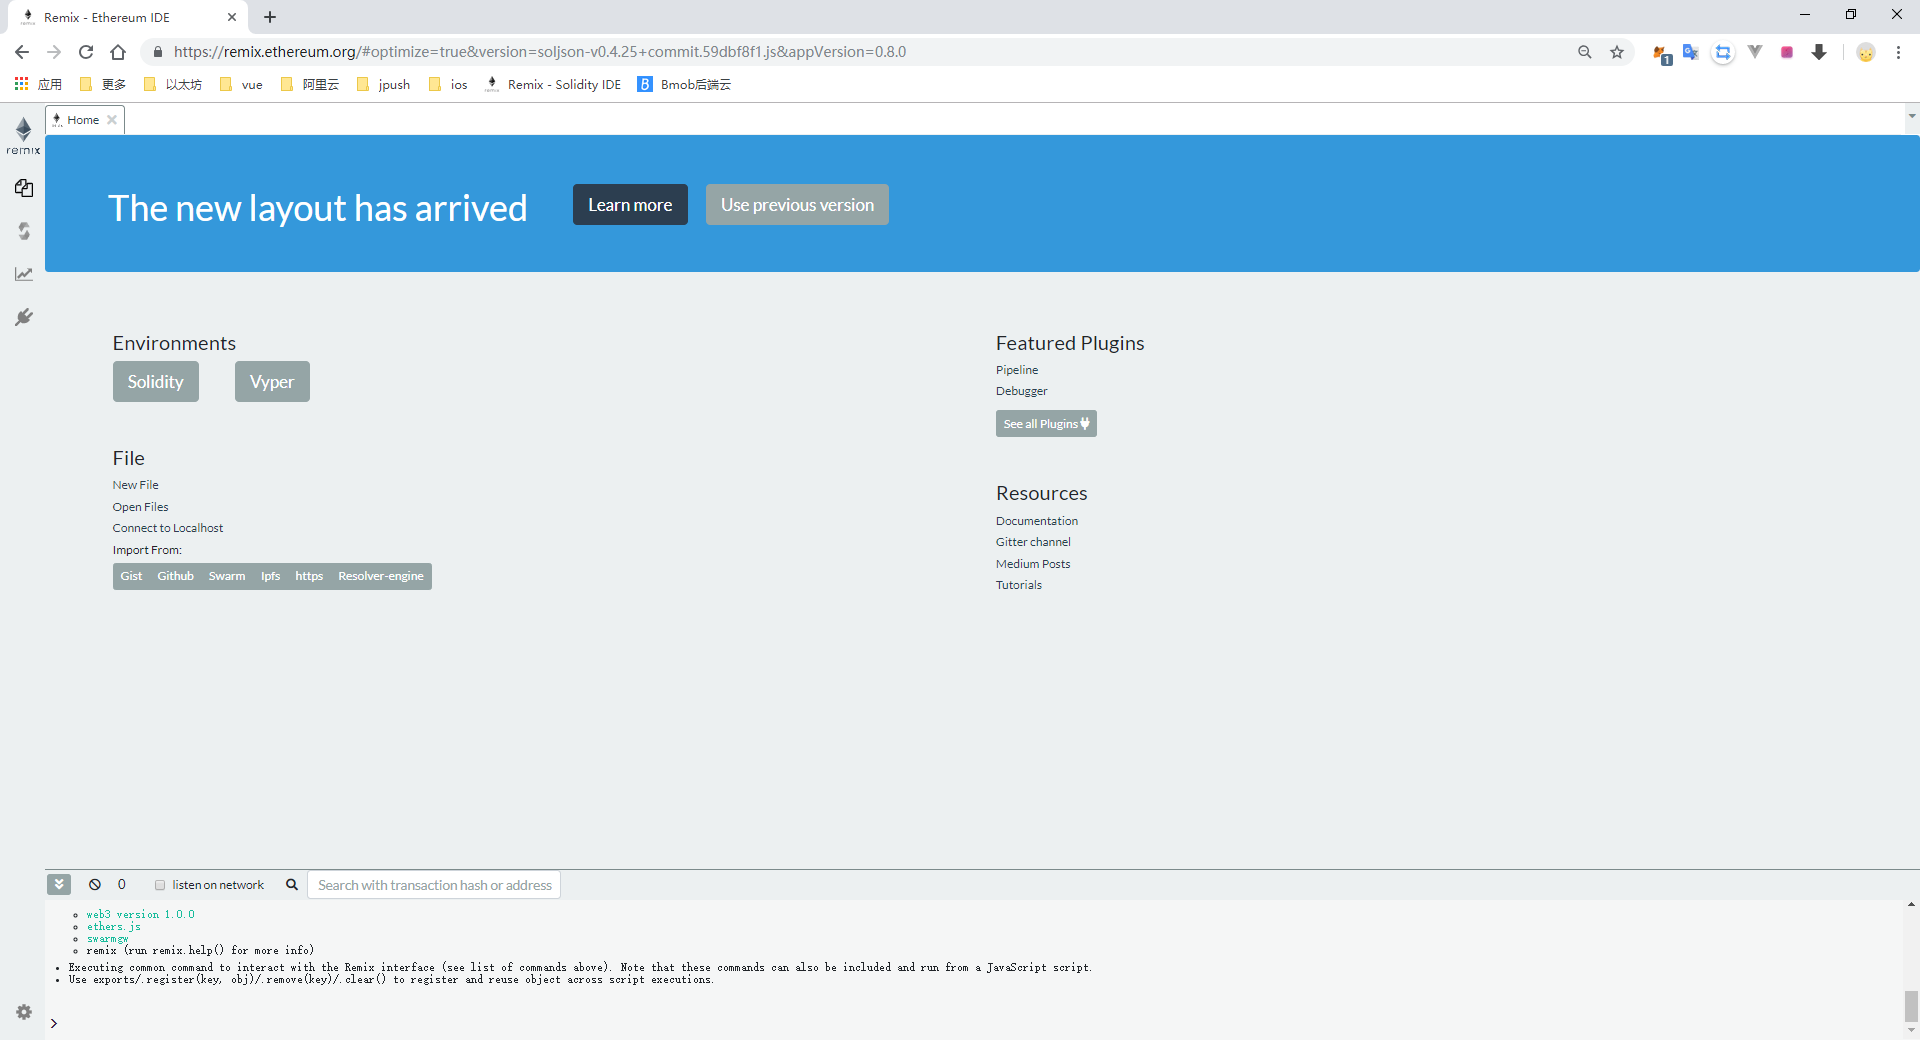 Remix - Ethereum IDE
https://remix.ethereum.org/#optimize=true&version=soljson-v0.4.25+commit.59dbf8f1.js&appVersion=0.8.0
1
应用 更多 以太坊 vue 阿里云 jpush ios Remix - Solidity IDE Bmob后端云
Home
remix
The new layout has arrived
Learn more
Use previous version
Environments
Solidity
Vyper
File
New File
Open Files
Connect to Localhost
Import From:
Gist Github Swarm Ipfs https Resolver-engine
Featured Plugins
Pipeline
Debugger
See all Plugins
Resources
Documentation
Gitter channel
Medium Posts
Tutorials
0 listen on network Search with transaction hash or address
web3 version 1.0.0
ethers.js
swarmgw
remix (run remix.help() for more info)
Executing common command to interact with the Remix interface (see list of commands above). Note that these commands can also be included and run from a JavaScript script.
Use exports/.register(key, obj)/.remove(key)/.clear() to register and reuse object across script executions.
>